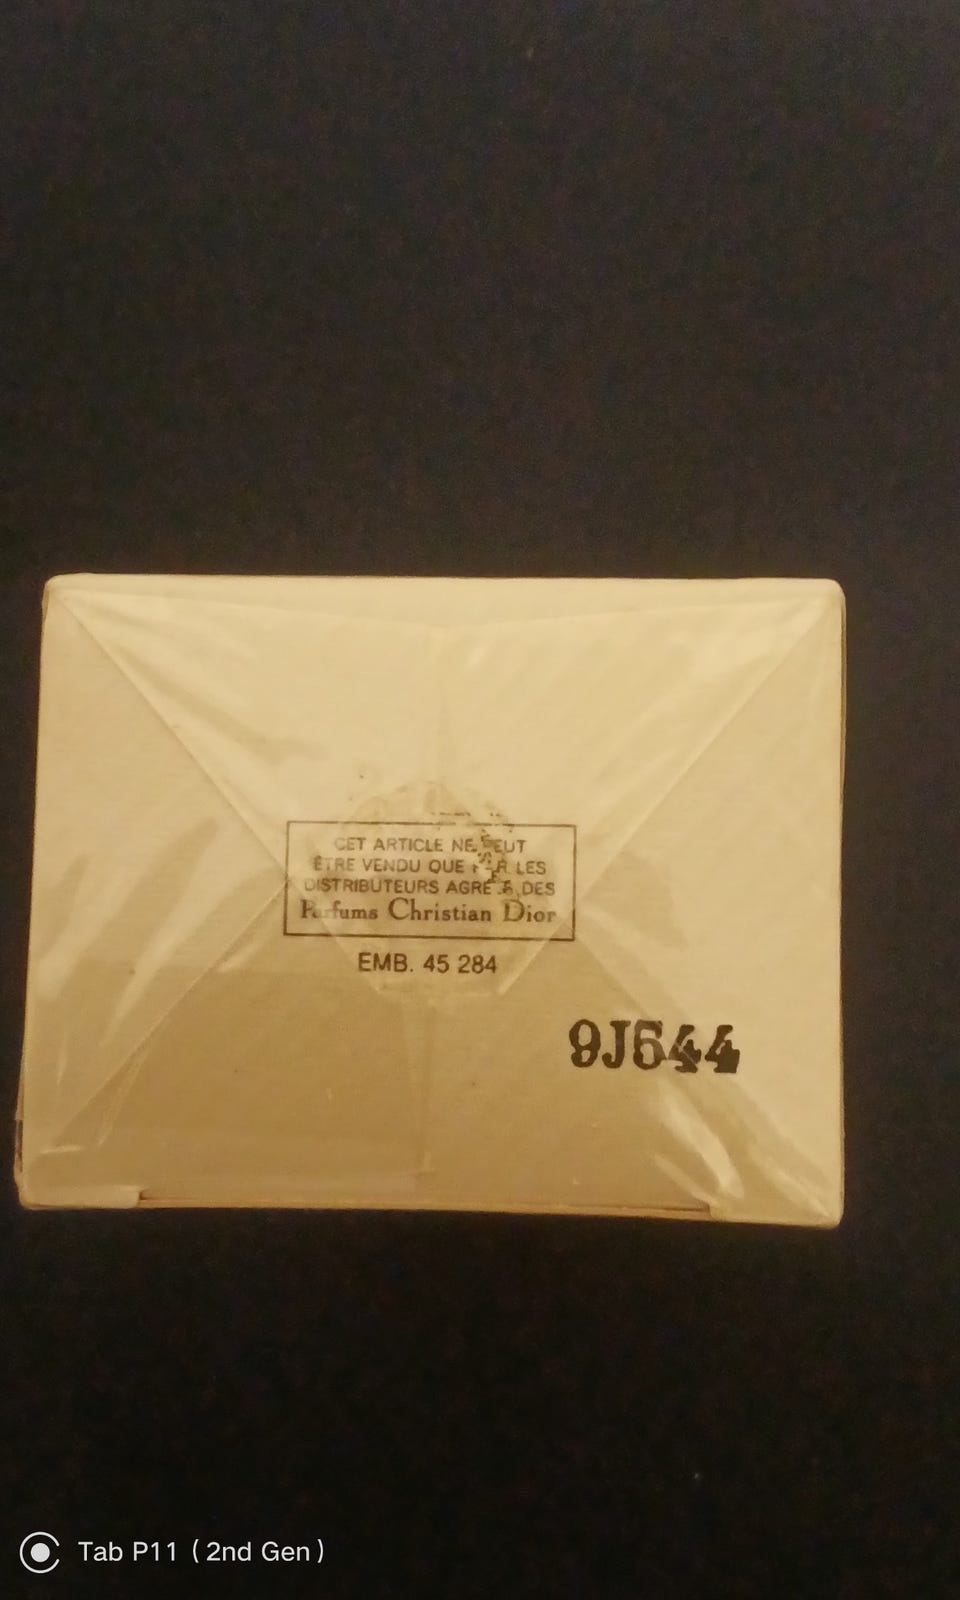 CET ARTICLE NE PEUT
ÊTRE VENDU QUE PAR LES
DISTRIBUTEURS AGRÉÉS DES
Parfums Christian Dior
EMB. 45 284
9J544
Tab P11 (2nd Gen)